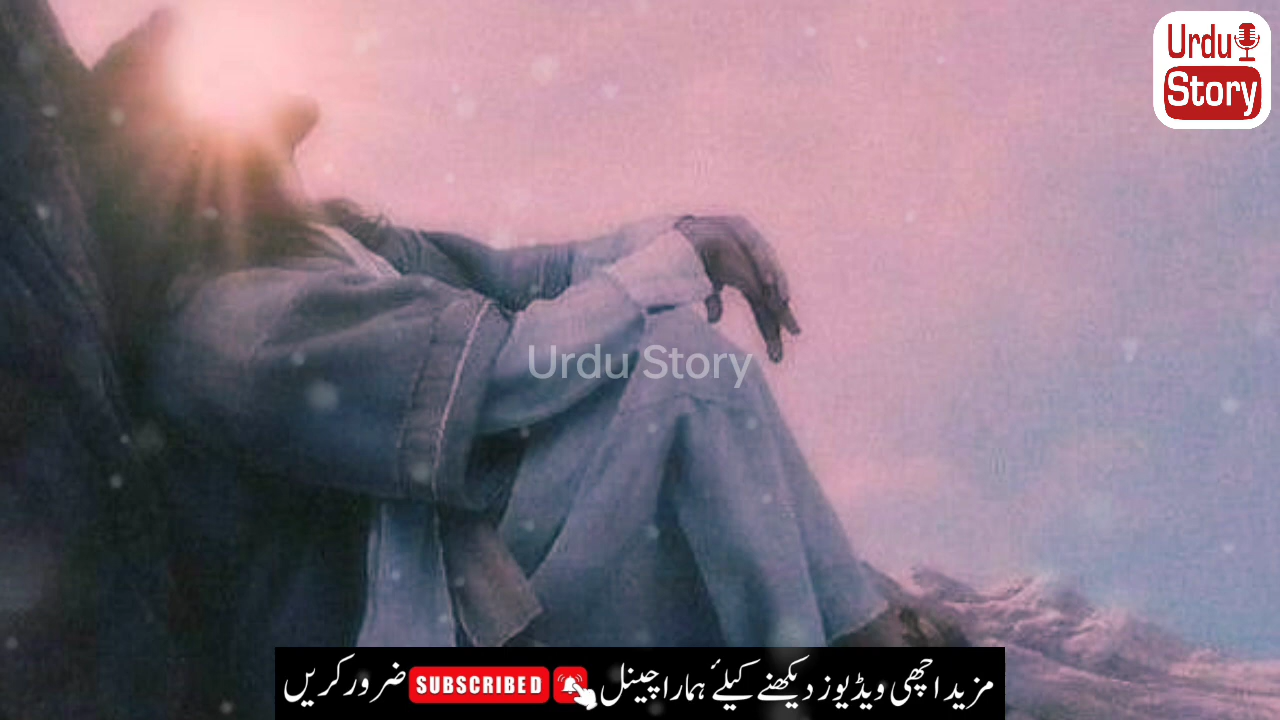 Urdu
Story
Urdu Story
مزید اچھی ویڈیوز دیکھنے کیلئے ہمارا چینل SUBSCRIBED ضرور کریں